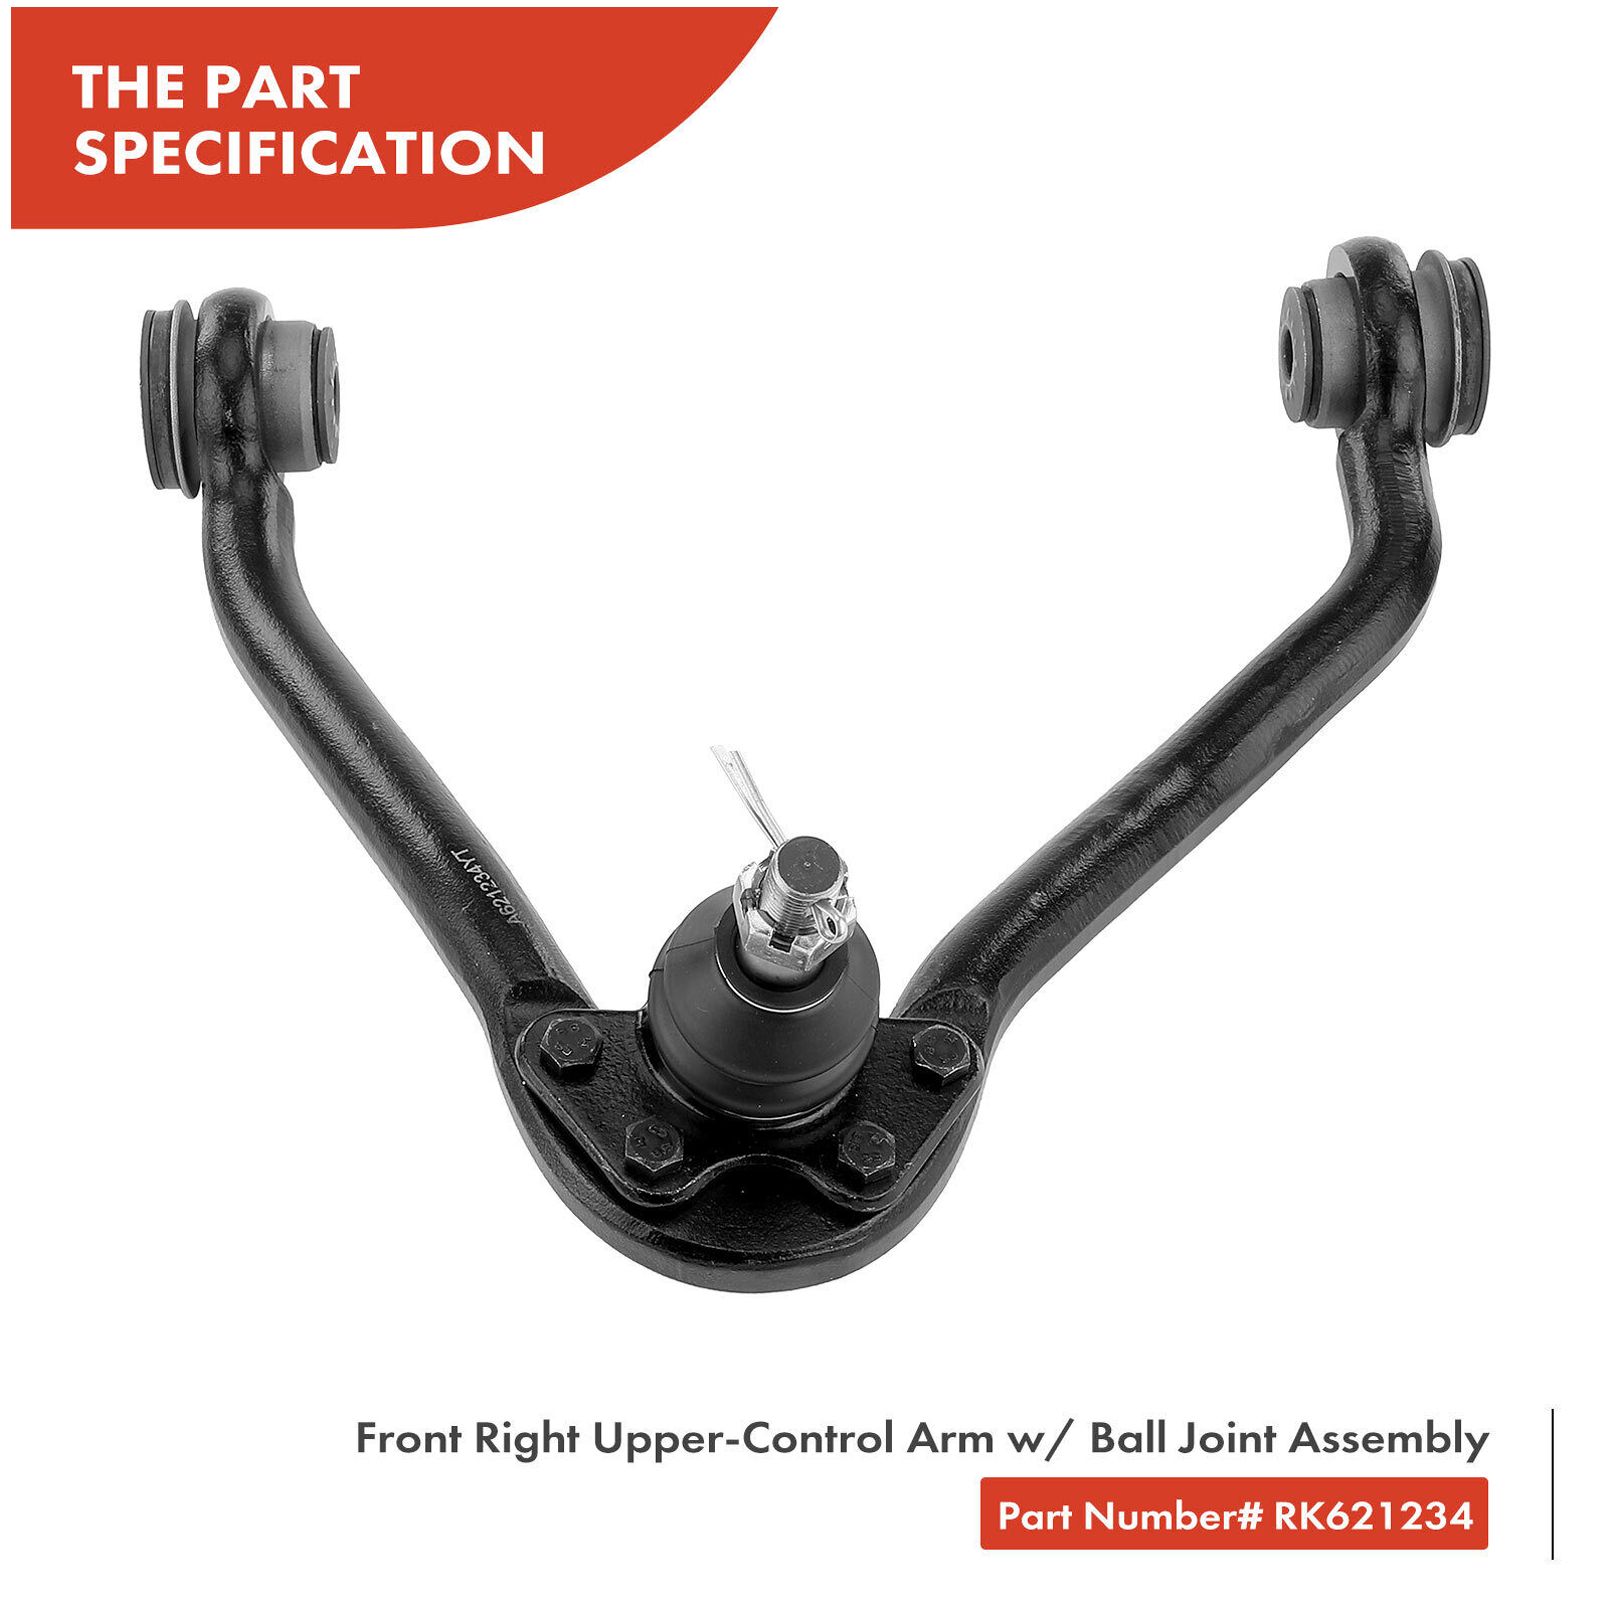 THE PART
SPECIFICATION
A621234YT
Front Right Upper-Control Arm w/ Ball Joint Assembly
Part Number# RK621234